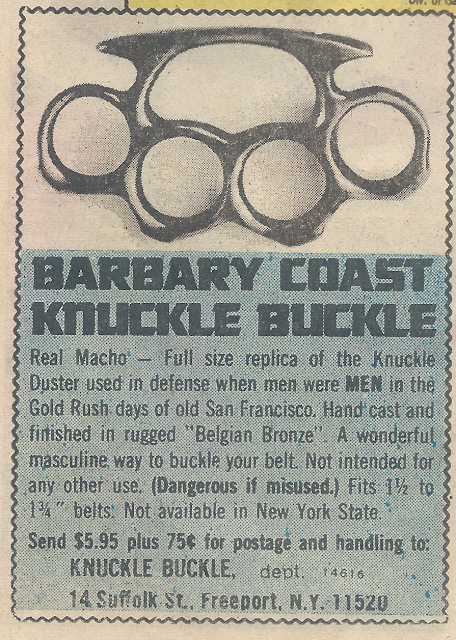 BARBARY COAST
KNUCKLE BUCKLE
Real Macho — Full size replica of the Knuckle
Duster used in defense when men were MEN in the
Gold Rush days of old San Francisco. Hand cast and
finished in rugged "Belgian Bronze". A wonderful
masculine way to buckle your belt. Not intended for
any other use. (Dangerous if misused.) Fits 1½ to
1¾" belts. Not available in New York State.
Send $5.95 plus 75¢ for postage and handling to:
KNUCKLE BUCKLE, dept. 14616
14 Suffolk St., Freeport, N.Y. 11520